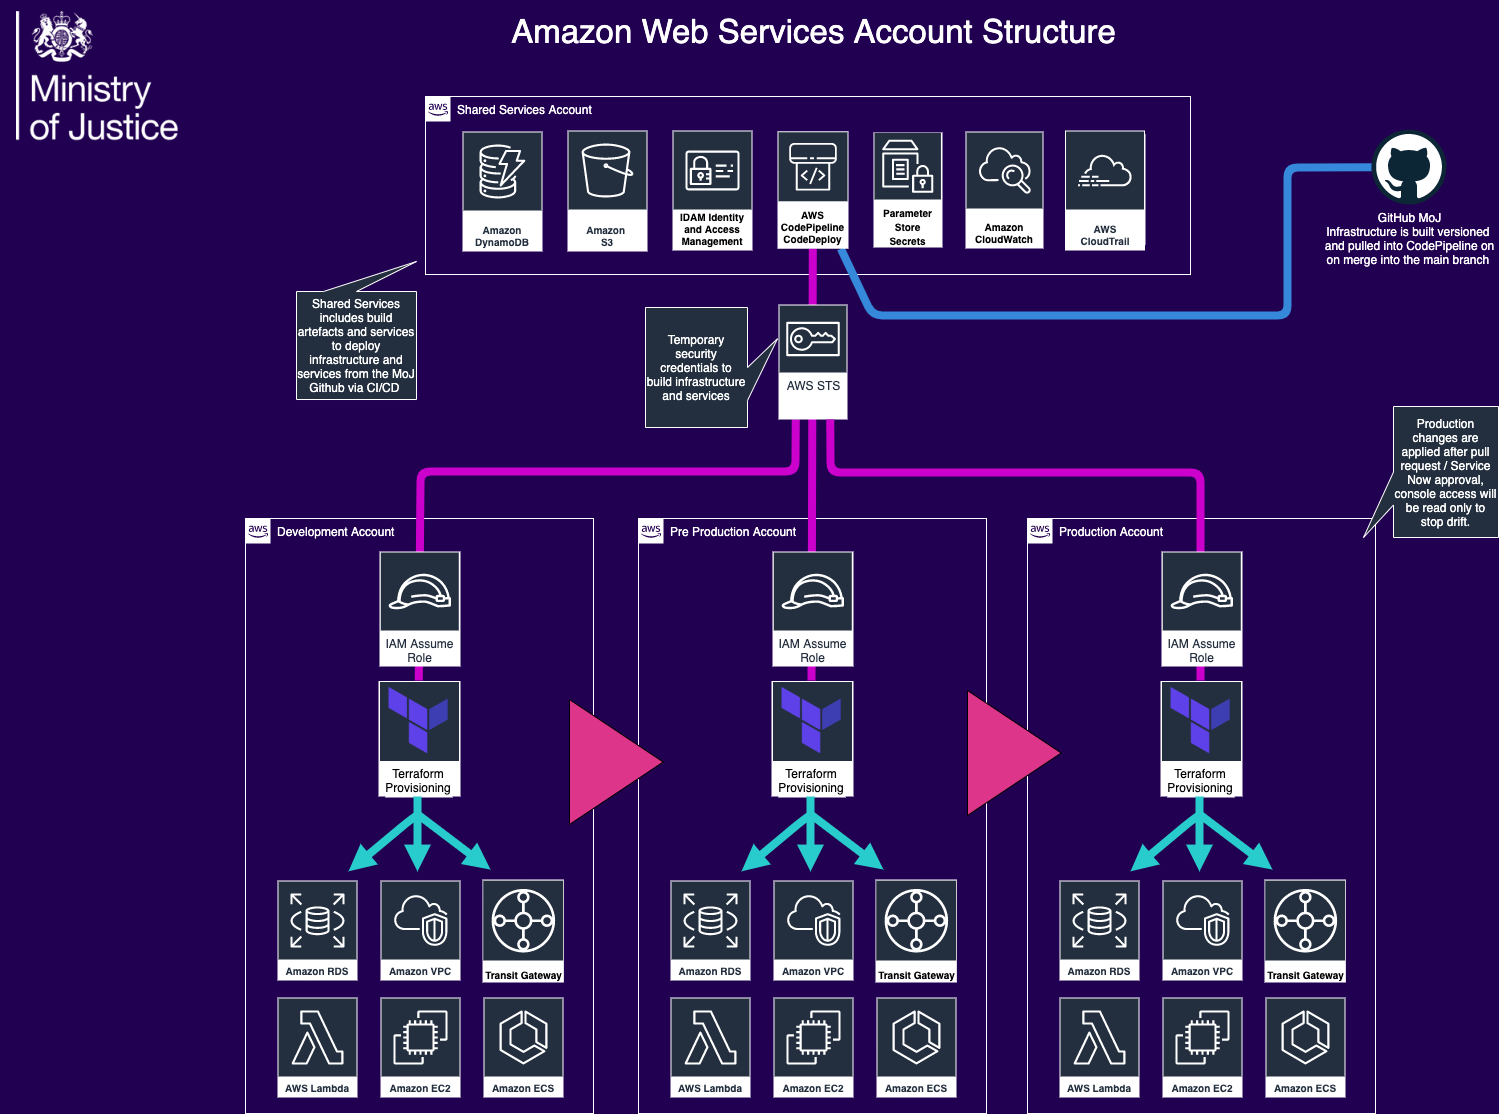 Ministry
of Justice
Amazon Web Services Account Structure
aws
Shared Services Account
Amazon
DynamoDB
Amazon
S3
IDAM Identity
and Access
Management
AWS
CodePipeline
CodeDeploy
Parameter
Store
Secrets
Amazon
CloudWatch
AWS
CloudTrail
GitHub MoJ
Infrastructure is built versioned
and pulled into CodePipeline on
on merge into the main branch
Shared Services
includes build
artefacts and services
to deploy
infrastructure and
services from the MoJ
Github via CI/CD
Temporary
security
credentials to
build infrastructure
and services
AWS STS
Production
changes are
applied after pull
request / Service
Now approval,
console access will
be read only to
stop drift.
aws
Development Account
IAM Assume
Role
Terraform
Provisioning
Amazon RDS
Amazon VPC
Transit Gateway
AWS Lambda
Amazon EC2
Amazon ECS
aws
Pre Production Account
IAM Assume
Role
Terraform
Provisioning
Amazon RDS
Amazon VPC
Transit Gateway
AWS Lambda
Amazon EC2
Amazon ECS
aws
Production Account
IAM Assume
Role
Terraform
Provisioning
Amazon RDS
Amazon VPC
Transit Gateway
AWS Lambda
Amazon EC2
Amazon ECS